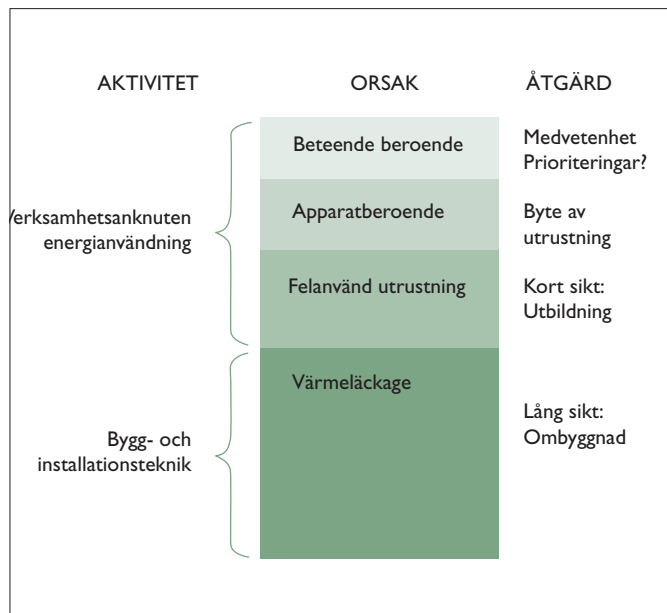 AKTIVITET
ORSAK
ÅTGÄRD
Beteende beroende
Medvetenhet
Prioriteringar?
Verksamhetsanknuten
energianvändning
Apparatberoende
Byte av
utrustning
Felanvänd utrustning
Kort sikt:
Utbildning
Värmeläckage
Bygg- och
installationsteknik
Lång sikt:
Ombyggnad